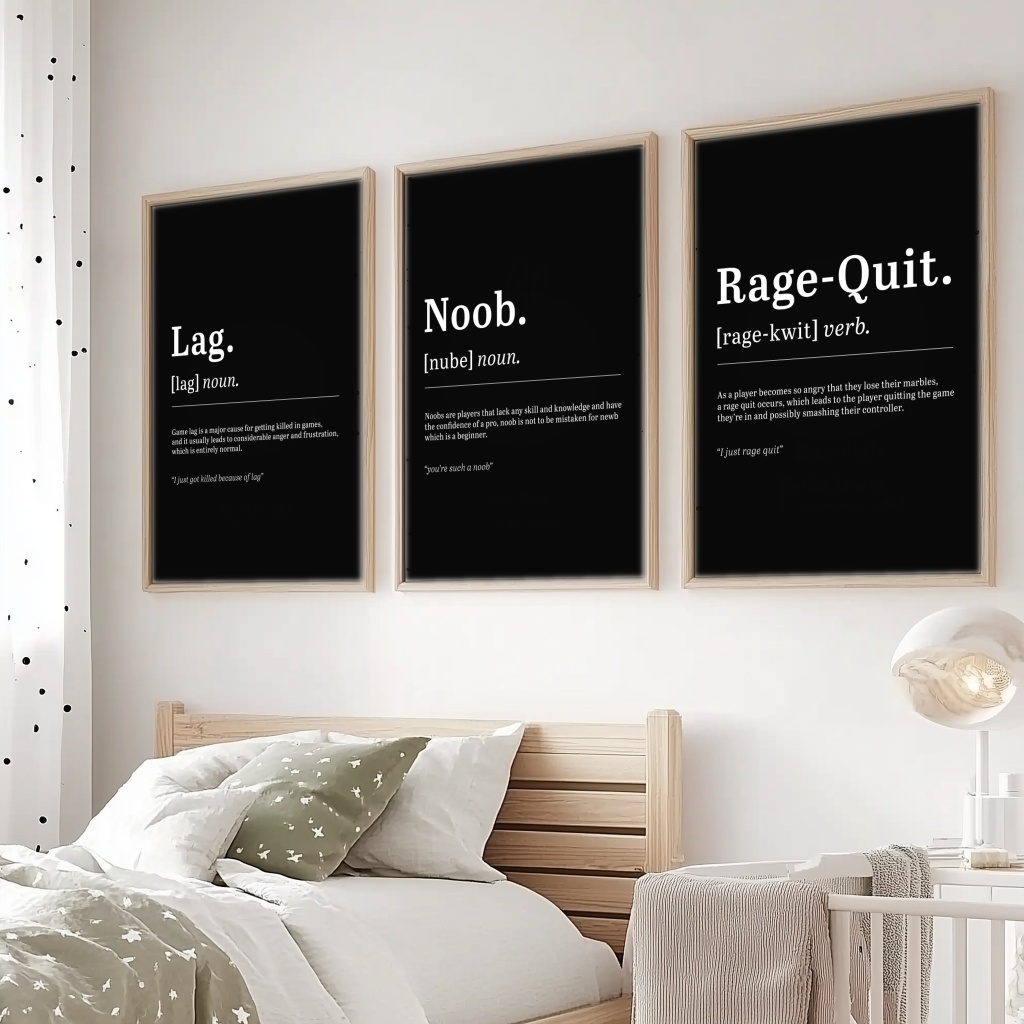 Lag.
[lag] noun.
Game lag is a major cause for getting killed in games,
and it usually leads to considerable anger and frustration,
which is entirely normal.
"I just got killed because of lag"
Noob.
[nube] noun.
Noobs are players that lack any skill and knowledge and have
the confidence of a pro, noob is not to be mistaken for newb
which is a beginner.
"you're such a noob"
Rage-Quit.
[rage-kwit] verb.
As a player becomes so angry that they lose their marbles,
a rage quit occurs, which leads to the player quitting the game
they're in and possibly smashing their controller.
"I just rage quit"